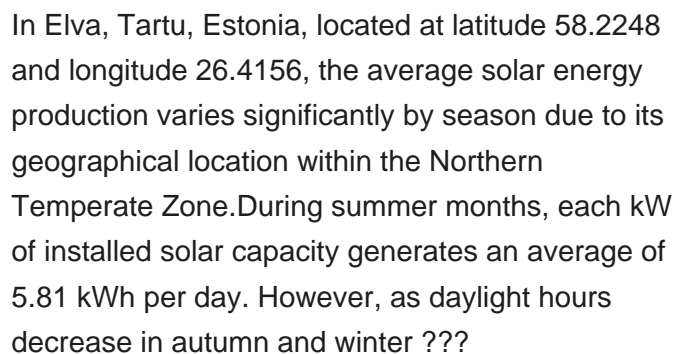 In Elva, Tartu, Estonia, located at latitude 58.2248
and longitude 26.4156, the average solar energy
production varies significantly by season due to its
geographical location within the Northern
Temperate Zone.During summer months, each kW
of installed solar capacity generates an average of
5.81 kWh per day. However, as daylight hours
decrease in autumn and winter ???